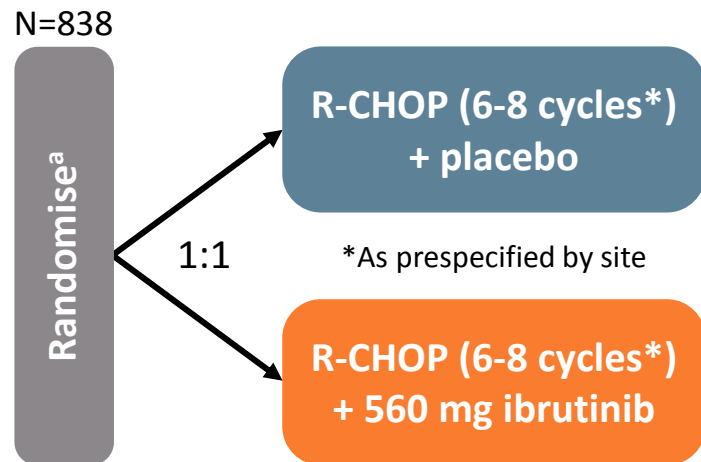 N=838
Randomiseᵃ
R-CHOP (6-8 cycles*)
+ placebo
1:1
*As prespecified by site
R-CHOP (6-8 cycles*)
+ 560 mg ibrutinib